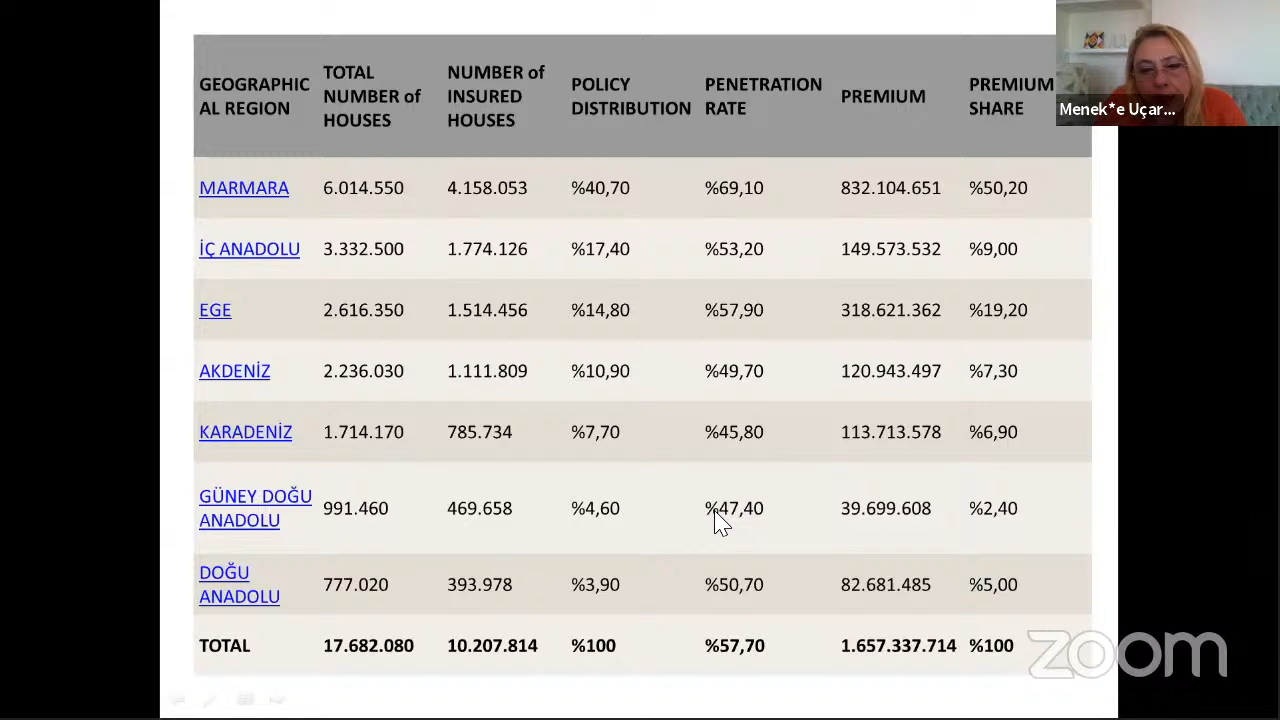 GEOGRAPHIC
AL REGION
TOTAL
NUMBER of
HOUSES
NUMBER of
INSURED
HOUSES
POLICY
DISTRIBUTION
PENETRATION
RATE
PREMIUM
PREMIUM
SHARE
Menek*e Uçar...
MARMARA 6.014.550 4.158.053 %40,70 %69,10 832.104.651 %50,20
İÇ ANADOLU 3.332.500 1.774.126 %17,40 %53,20 149.573.532 %9,00
EGE 2.616.350 1.514.456 %14,80 %57,90 318.621.362 %19,20
AKDENİZ 2.236.030 1.111.809 %10,90 %49,70 120.943.497 %7,30
KARADENİZ 1.714.170 785.734 %7,70 %45,80 113.713.578 %6,90
GÜNEY DOĞU
ANADOLU
991.460 469.658 %4,60 %47,40 39.699.608 %2,40
DOĞU
ANADOLU
777.020 393.978 %3,90 %50,70 82.681.485 %5,00
TOTAL 17.682.080 10.207.814 %100 %57,70 1.657.337.714 %100
zoom